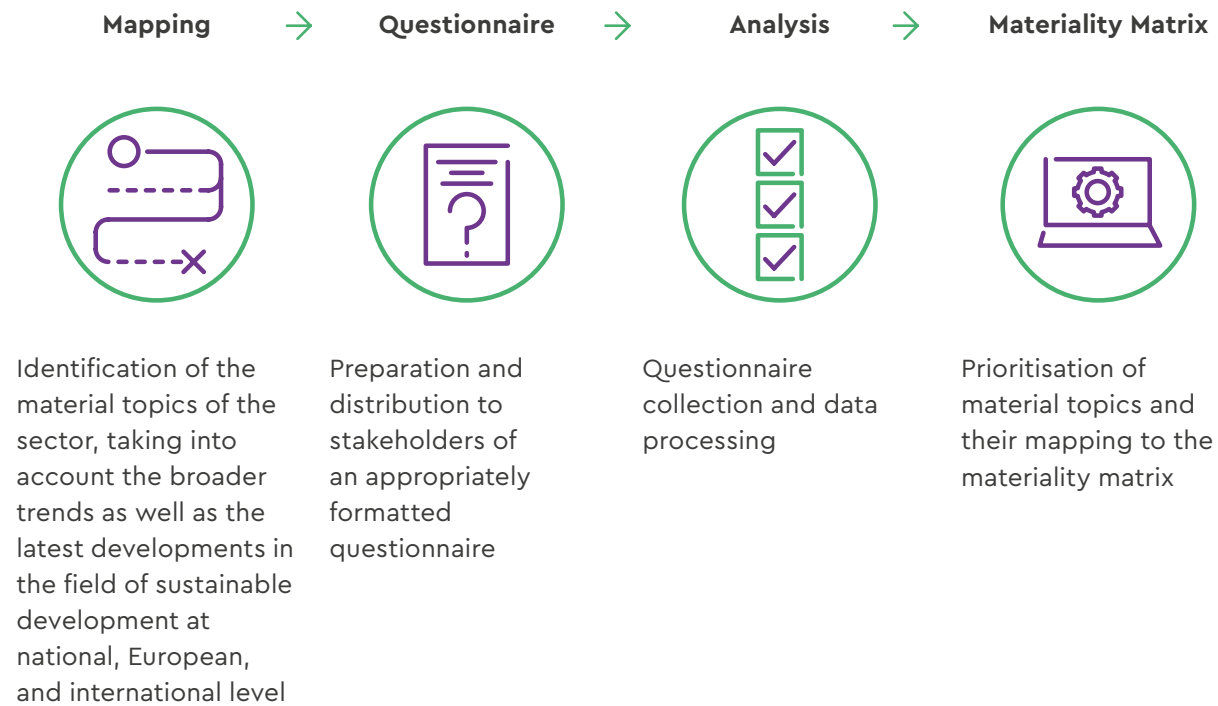 Mapping
Questionnaire
Analysis
Materiality Matrix
Identification of the
material topics of the
sector, taking into
account the broader
trends as well as the
latest developments in
the field of sustainable
development at
national, European,
and international level
Preparation and
distribution to
stakeholders of
an appropriately
formatted
questionnaire
Questionnaire
collection and data
processing
Prioritisation of
material topics and
their mapping to the
materiality matrix